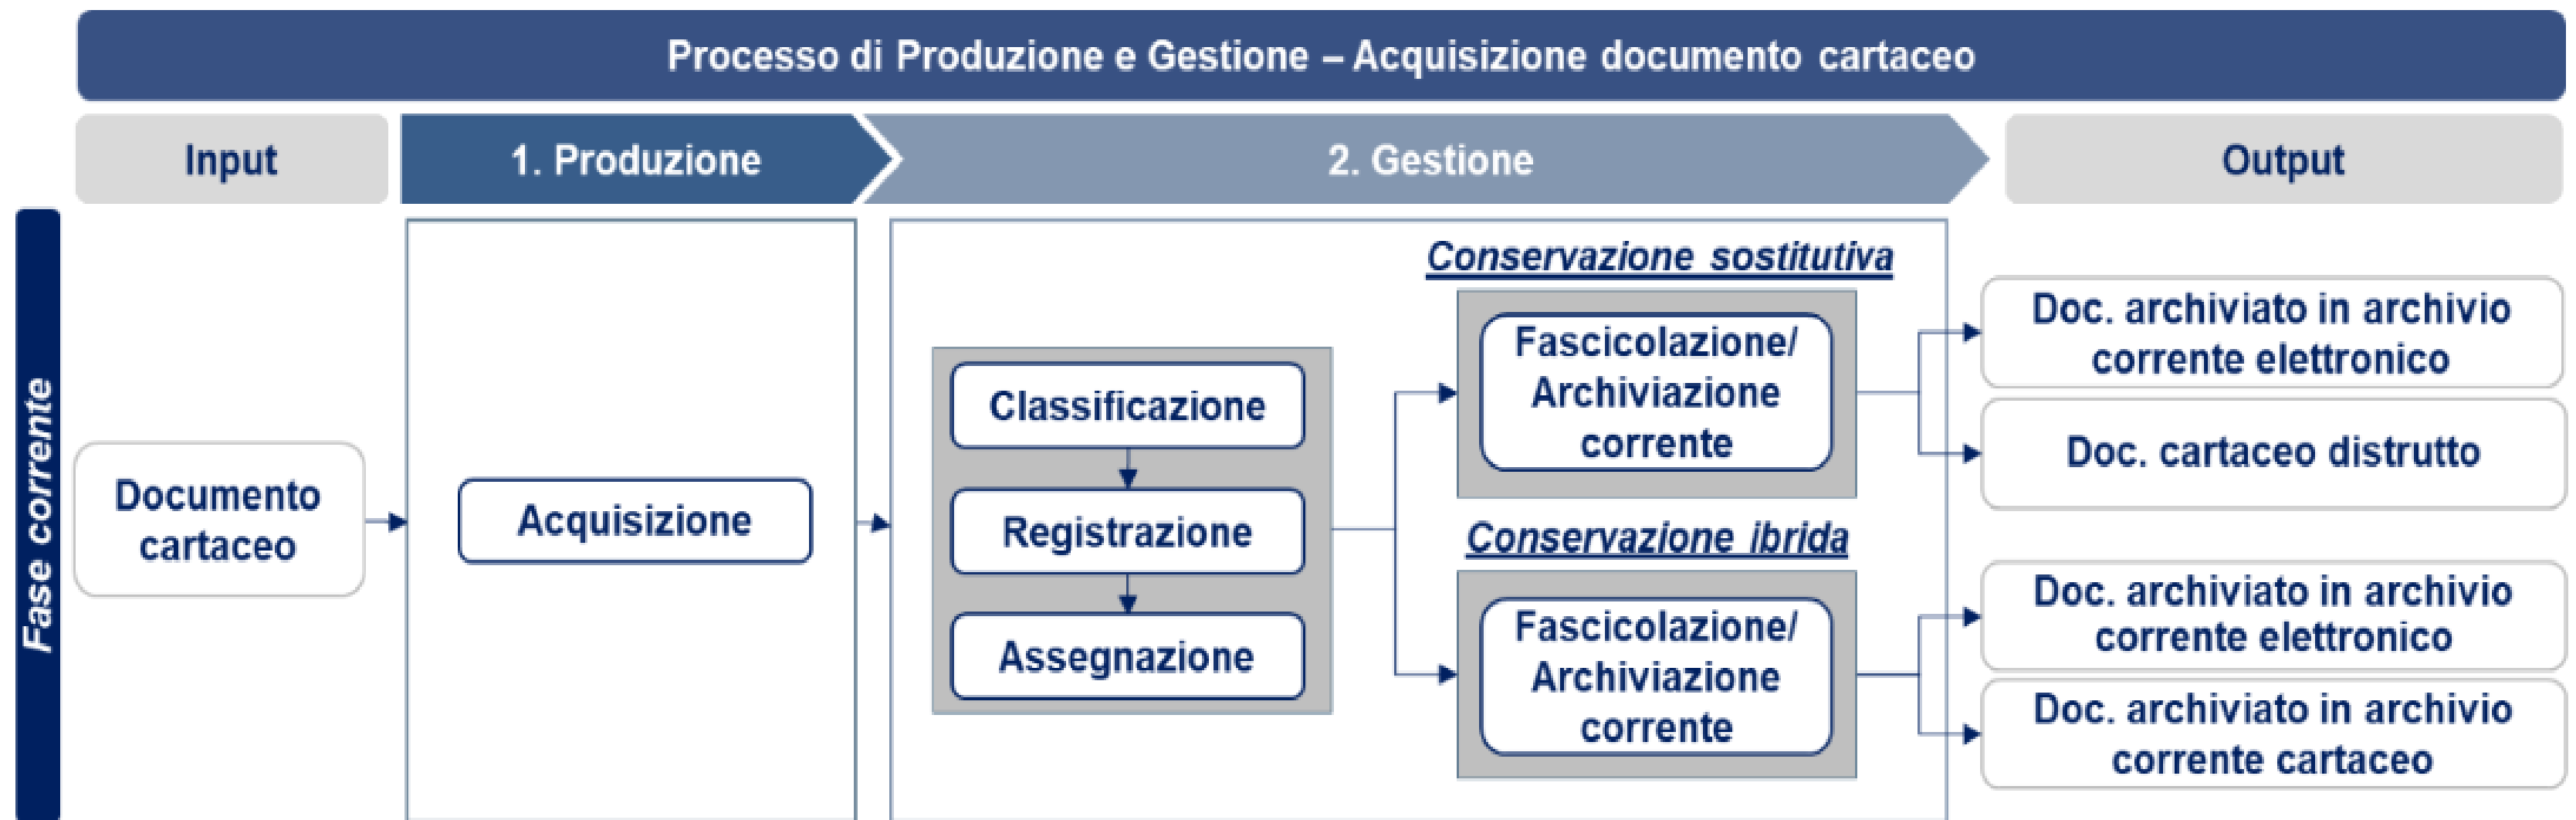 Processo di Produzione e Gestione – Acquisizione documento cartaceo
Input
1. Produzione
2. Gestione
Output
Fase corrente
Documento
cartaceo
Acquisizione
Classificazione
Registrazione
Assegnazione
Conservazione sostitutiva
Fascicolazione/
Archiviazione
corrente
Conservazione ibrida
Fascicolazione/
Archiviazione
corrente
Doc. archiviato in archivio
corrente elettronico
Doc. cartaceo distrutto
Doc. archiviato in archivio
corrente elettronico
Doc. archiviato in archivio
corrente cartaceo